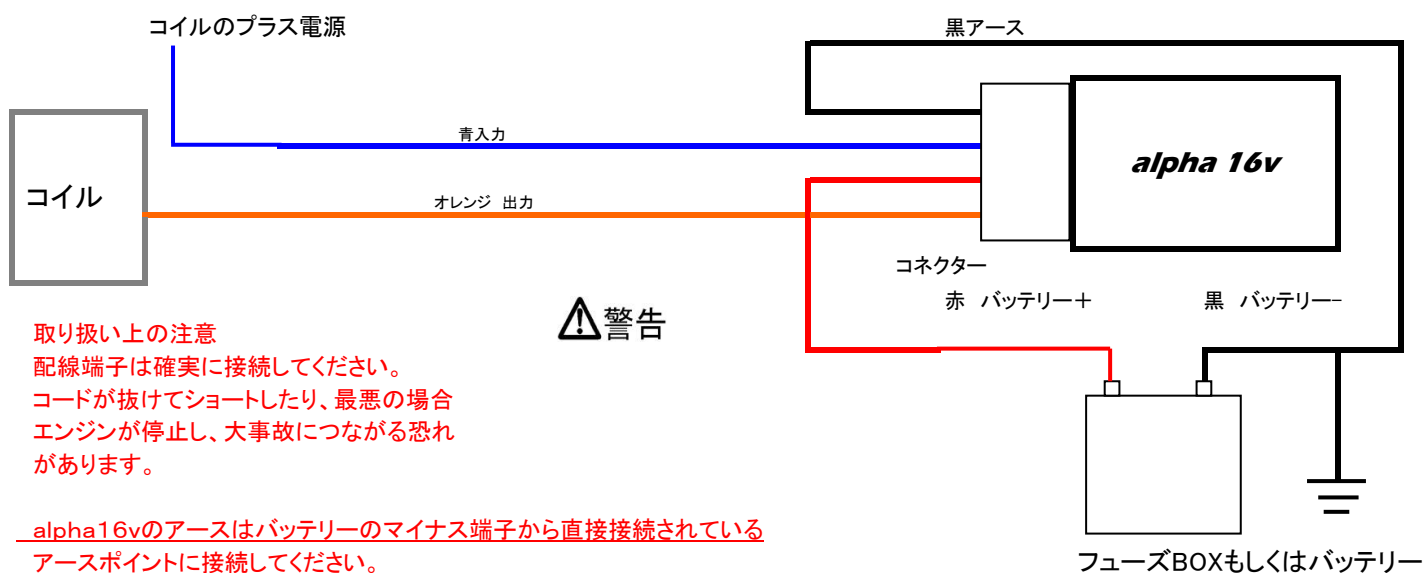 コイルのプラス電源
黒アース
青入力
alpha 16v
コイル
オレンジ 出力
コネクター
赤 バッテリー＋
黒 バッテリー−
警告
取り扱い上の注意
配線端子は確実に接続してください。
コードが抜けてショートしたり、最悪の場合
エンジンが停止し、大事故につながる恐れ
があります。
alpha16vのアースはバッテリーのマイナス端子から直接接続されている
アースポイントに接続してください。
フューズBOXもしくはバッテリー